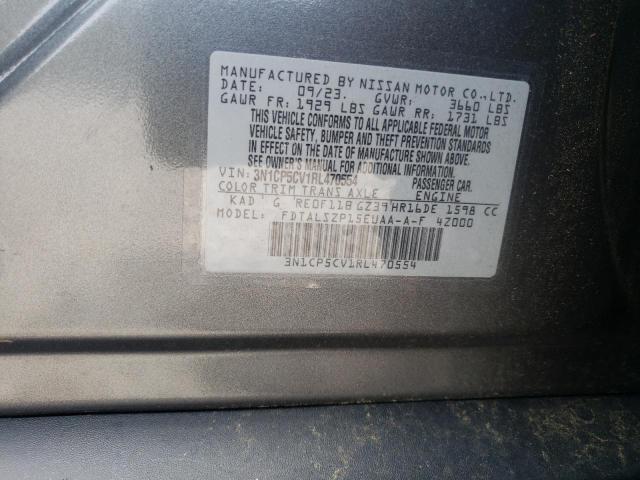 MANUFACTURED BY NISSAN MOTOR CO.,LTD.
DATE: 09/23. GVWR: 3660 LBS
GAWR FR: 1929 LBS GAWR RR: 1731 LBS
THIS VEHICLE CONFORMS TO ALL APPLICABLE FEDERAL MOTOR
VEHICLE SAFETY, BUMPER AND THEFT PREVENTION STANDARDS
IN EFFECT ON THE DATE OF MANUFACTURE SHOWN ABOVE.
SEE OWNER'S MANUAL FOR ADDITIONAL INFORMATION.
VIN: 3N1CP5CV1RL470554 PASSENGER CAR.
COLOR TRIM TRANS AXLE ENGINE
KAD G RE0F11B GZ39 HR16DE 1598 CC
MODEL: FDTALSZP15EUAA-A-F 4Z000
3N1CP5CV1RL470554